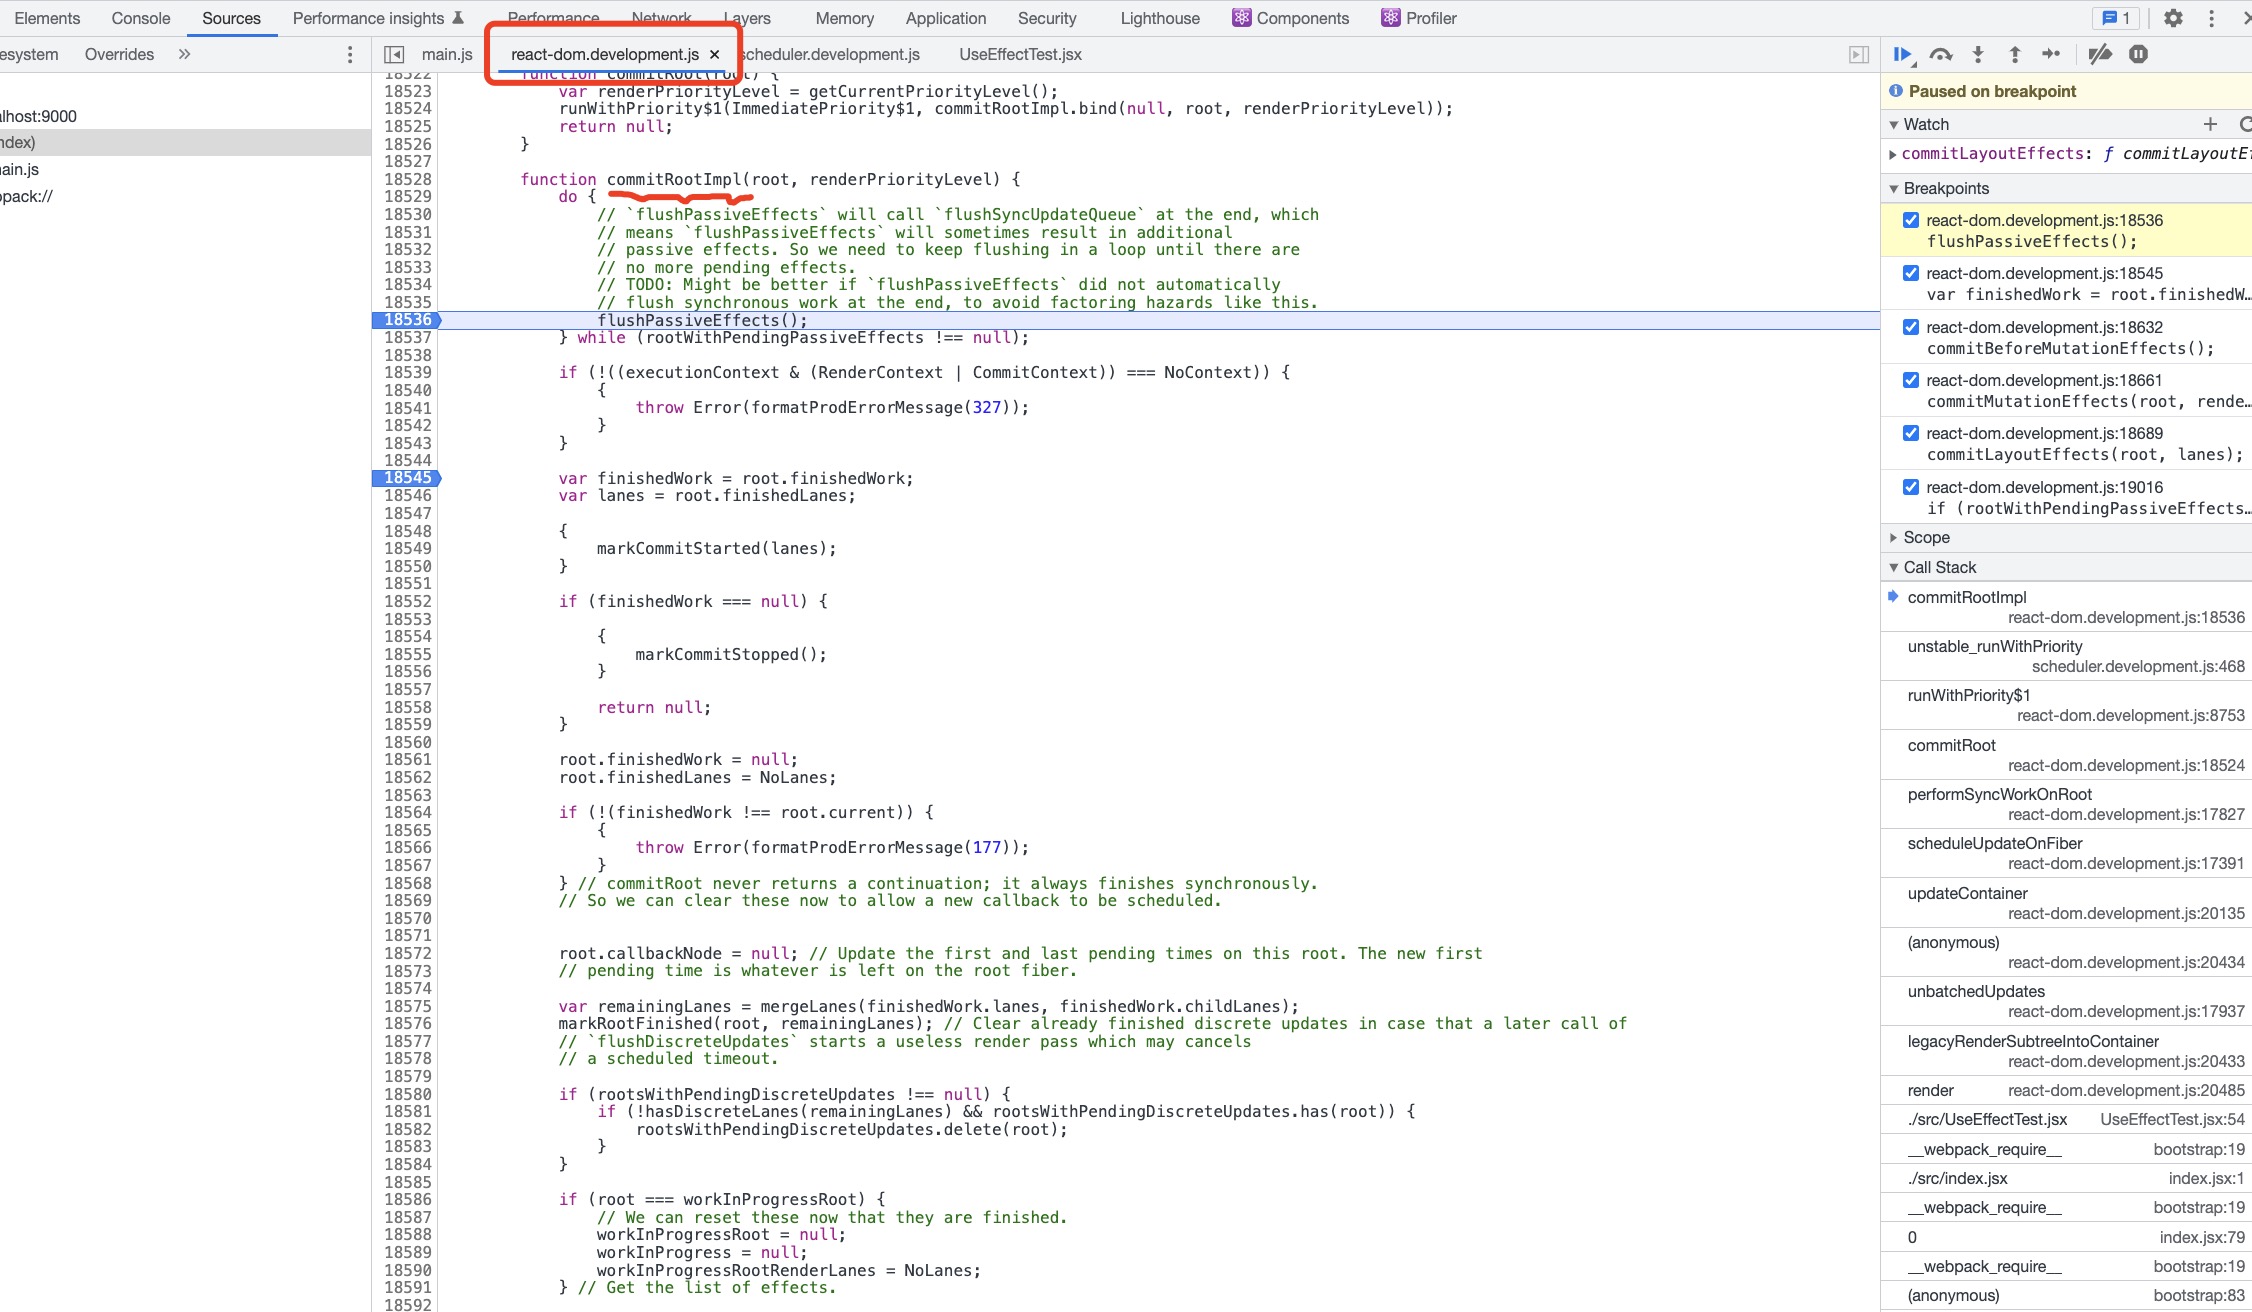 Elements Console Sources Performance insights Performance Network Layers Memory Application Security Lighthouse Components Profiler 1
esystem Overrides » main.js react-dom.development.js × scheduler.development.js UseEffectTest.jsx
lhost:9000
ndex)
ain.js
pack://
18522 function commitRoot(root) {
18523 var renderPriorityLevel = getCurrentPriorityLevel();
18524 runWithPriority$1(ImmediatePriority$1, commitRootImpl.bind(null, root, renderPriorityLevel));
18525 return null;
18526 }
18527
18528 function commitRootImpl(root, renderPriorityLevel) {
18529 do {
18530 // `flushPassiveEffects` will call `flushSyncUpdateQueue` at the end, which
18531 // means `flushPassiveEffects` will sometimes result in additional
18532 // passive effects. So we need to keep flushing in a loop until there are
18533 // no more pending effects.
18534 // TODO: Might be better if `flushPassiveEffects` did not automatically
18535 // flush synchronous work at the end, to avoid factoring hazards like this.
18536 flushPassiveEffects();
18537 } while (rootWithPendingPassiveEffects !== null);
18538
18539 if (!((executionContext & (RenderContext | CommitContext)) === NoContext)) {
18540 {
18541 throw Error(formatProdErrorMessage(327));
18542 }
18543 }
18544
18545 var finishedWork = root.finishedWork;
18546 var lanes = root.finishedLanes;
18547
18548 {
18549 markCommitStarted(lanes);
18550 }
18551
18552 if (finishedWork === null) {
18553
18554 {
18555 markCommitStopped();
18556 }
18557
18558 return null;
18559 }
18560
18561 root.finishedWork = null;
18562 root.finishedLanes = NoLanes;
18563
18564 if (!(finishedWork !== root.current)) {
18565 {
18566 throw Error(formatProdErrorMessage(177));
18567 }
18568 } // commitRoot never returns a continuation; it always finishes synchronously.
18569 // So we can clear these now to allow a new callback to be scheduled.
18570
18571
18572 root.callbackNode = null; // Update the first and last pending times on this root. The new first
18573 // pending time is whatever is left on the root fiber.
18574
18575 var remainingLanes = mergeLanes(finishedWork.lanes, finishedWork.childLanes);
18576 markRootFinished(root, remainingLanes); // Clear already finished discrete updates in case that a later call of
18577 // `flushDiscreteUpdates` starts a useless render pass which may cancels
18578 // a scheduled timeout.
18579
18580 if (rootsWithPendingDiscreteUpdates !== null) {
18581 if (!hasDiscreteLanes(remainingLanes) && rootsWithPendingDiscreteUpdates.has(root)) {
18582 rootsWithPendingDiscreteUpdates.delete(root);
18583 }
18584 }
18585
18586 if (root === workInProgressRoot) {
18587 // We can reset these now that they are finished.
18588 workInProgressRoot = null;
18589 workInProgress = null;
18590 workInProgressRootRenderLanes = NoLanes;
18591 } // Get the list of effects.
18592
Paused on breakpoint
Watch
commitLayoutEffects: ƒ commitLayoutEf
Breakpoints
react-dom.development.js:18536
flushPassiveEffects();
react-dom.development.js:18545
var finishedWork = root.finishedW…
react-dom.development.js:18632
commitBeforeMutationEffects();
react-dom.development.js:18661
commitMutationEffects(root, rende…
react-dom.development.js:18689
commitLayoutEffects(root, lanes);
react-dom.development.js:19016
if (rootWithPendingPassiveEffects…
Scope
Call Stack
commitRootImpl
react-dom.development.js:18536
unstable_runWithPriority
scheduler.development.js:468
runWithPriority$1
react-dom.development.js:8753
commitRoot
react-dom.development.js:18524
performSyncWorkOnRoot
react-dom.development.js:17827
scheduleUpdateOnFiber
react-dom.development.js:17391
updateContainer
react-dom.development.js:20135
(anonymous)
react-dom.development.js:20434
unbatchedUpdates
react-dom.development.js:17937
legacyRenderSubtreeIntoContainer
react-dom.development.js:20433
render react-dom.development.js:20485
./src/UseEffectTest.jsx UseEffectTest.jsx:54
__webpack_require__ bootstrap:19
./src/index.jsx index.jsx:1
__webpack_require__ bootstrap:19
0 index.jsx:79
__webpack_require__ bootstrap:19
(anonymous) bootstrap:83